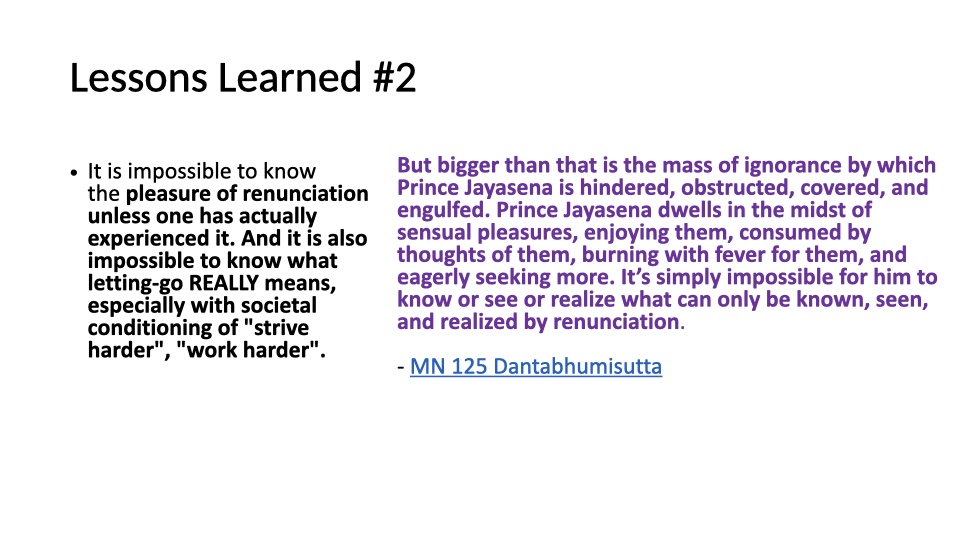 Lessons Learned #2
• It is impossible to know
the pleasure of renunciation
unless one has actually
experienced it. And it is also
impossible to know what
letting-go REALLY means,
especially with societal
conditioning of "strive
harder", "work harder".
But bigger than that is the mass of ignorance by which
Prince Jayasena is hindered, obstructed, covered, and
engulfed. Prince Jayasena dwells in the midst of
sensual pleasures, enjoying them, consumed by
thoughts of them, burning with fever for them, and
eagerly seeking more. It’s simply impossible for him to
know or see or realize what can only be known, seen,
and realized by renunciation.
- MN 125 Dantabhumisutta